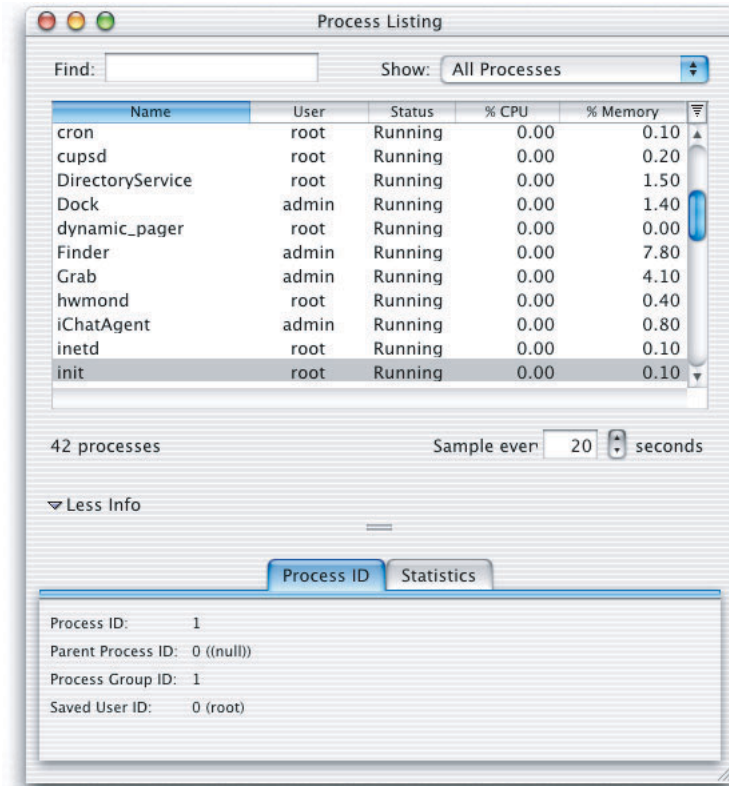 Process Listing
Find: Show: All Processes
Name User Status % CPU % Memory
cron root Running 0.00 0.10
cupsd root Running 0.00 0.20
DirectoryService root Running 0.00 1.50
Dock admin Running 0.00 1.40
dynamic_pager root Running 0.00 0.00
Finder admin Running 0.00 7.80
Grab admin Running 0.00 4.10
hwmond root Running 0.00 0.40
iChatAgent admin Running 0.00 0.80
inetd root Running 0.00 0.10
init root Running 0.00 0.10
42 processes Sample ever 20 seconds
Less Info
Process ID Statistics
Process ID: 1
Parent Process ID: 0 ((null))
Process Group ID: 1
Saved User ID: 0 (root)